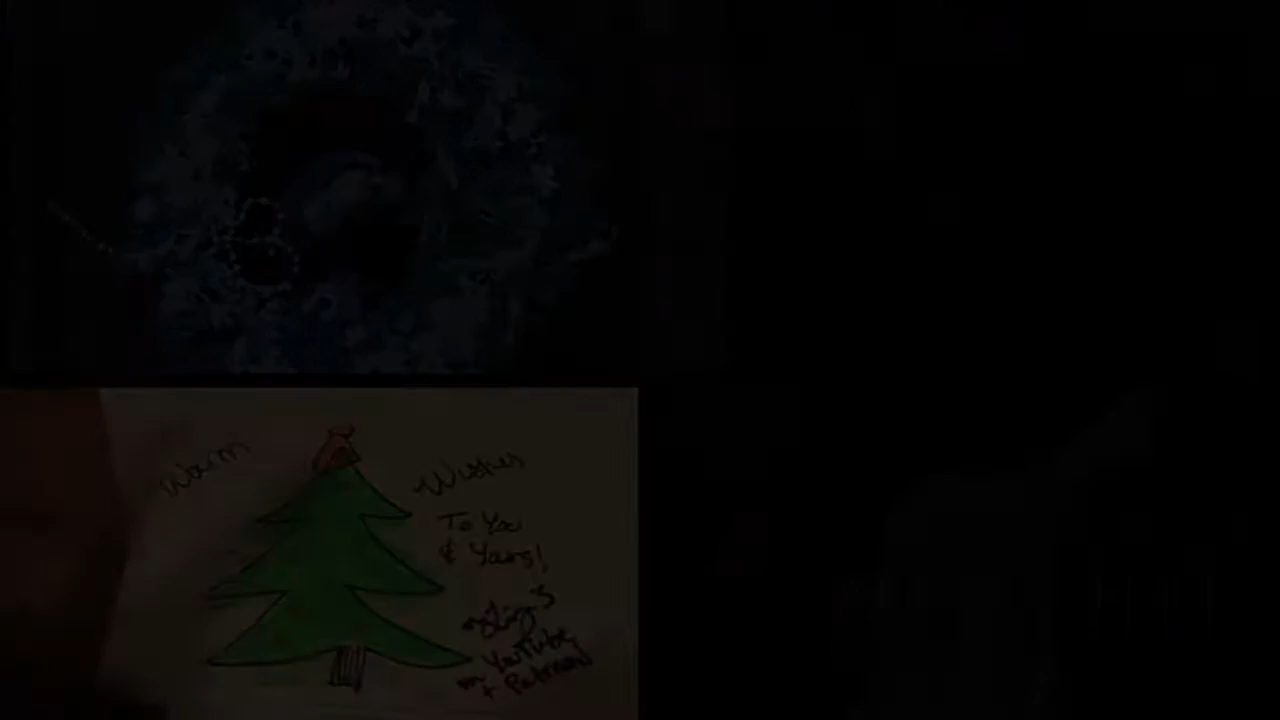 Warm
Wishes
To You
& Yours!
YouTube
+ Patreon